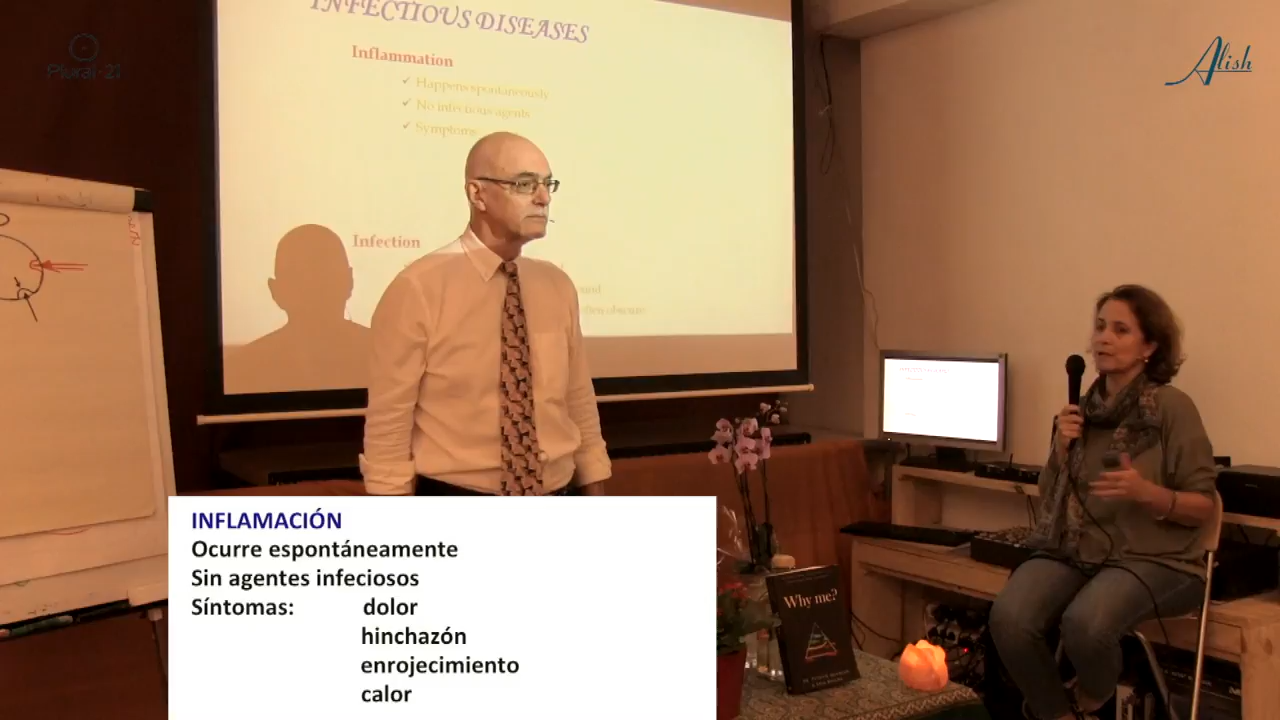 INFECTIOUS DISEASES
Inflammation
✓ Happens spontaneously
✓ No infectious agents
✓ Symptoms
Infection
Plural-21
Alish
INFLAMACIÓN
Ocurre espontáneamente
Sin agentes infeciosos
Síntomas: dolor
hinchazón
enrojecimiento
calor
Why me?